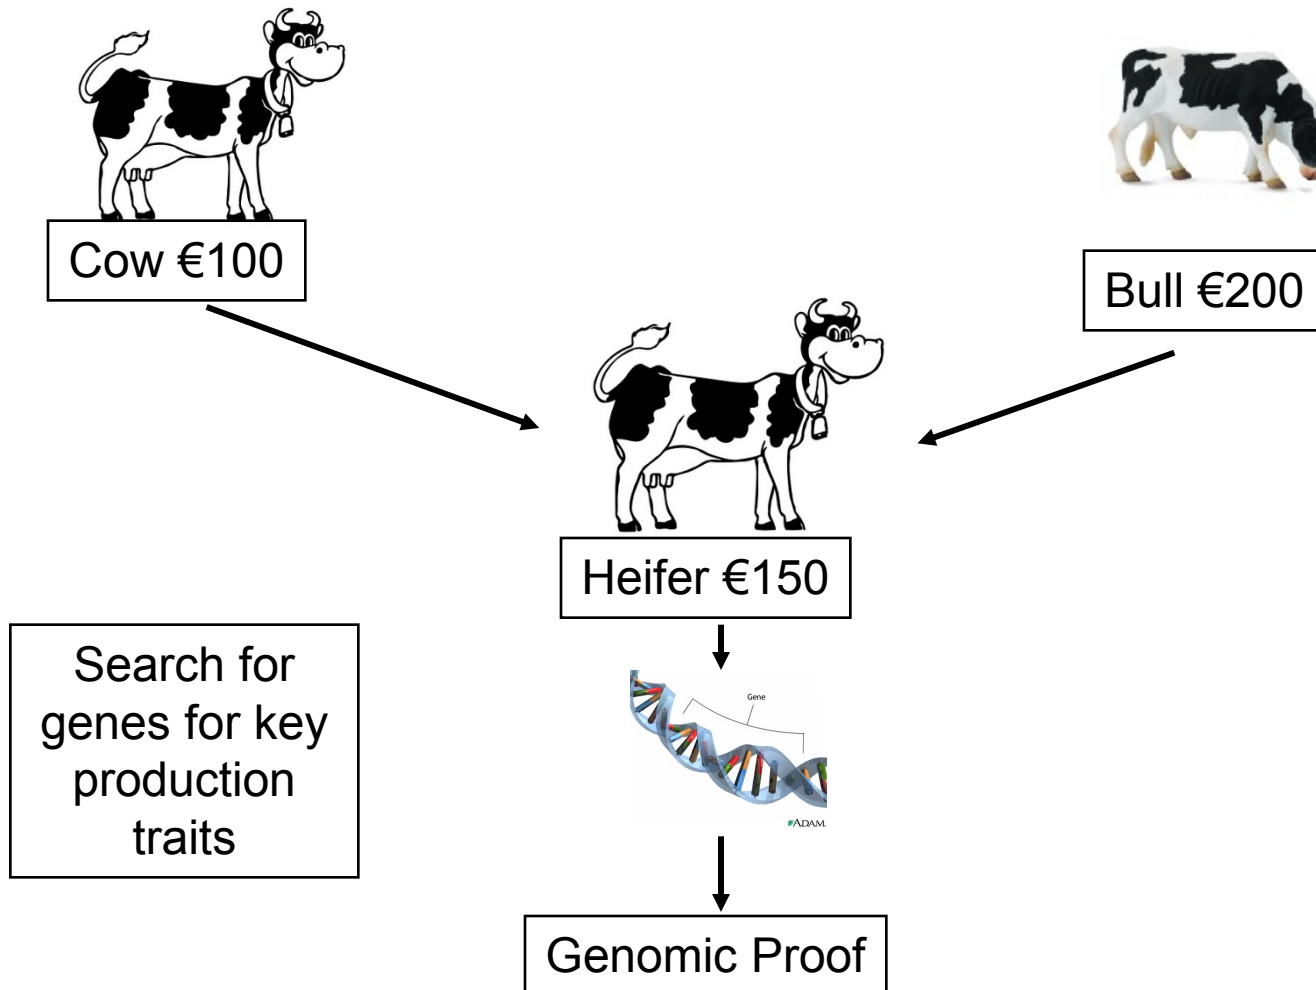 Cow €100
Bull €200
Heifer €150
Search for
genes for key
production
traits
Gene
ADAM
Genomic Proof